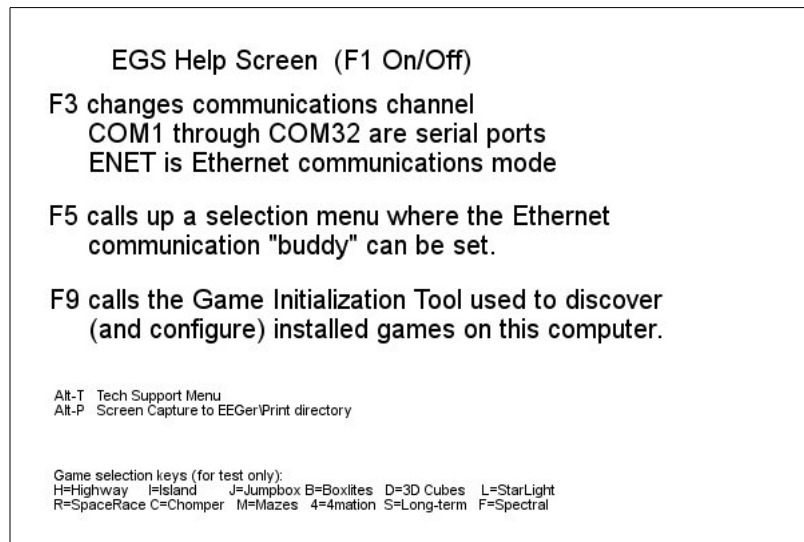 EGS Help Screen (F1 On/Off)
F3 changes communications channel
COM1 through COM32 are serial ports
ENET is Ethernet communications mode
F5 calls up a selection menu where the Ethernet
communication "buddy" can be set.
F9 calls the Game Initialization Tool used to discover
(and configure) installed games on this computer.
Alt-T Tech Support Menu
Alt-P Screen Capture to EEGer\Print directory
Game selection keys (for test only):
H=Highway I=Island J=Jumpbox B=Boxlites D=3D Cubes L=StarLight
R=SpaceRace C=Chomper M=Mazes 4=4mation S=Long-term F=Spectral